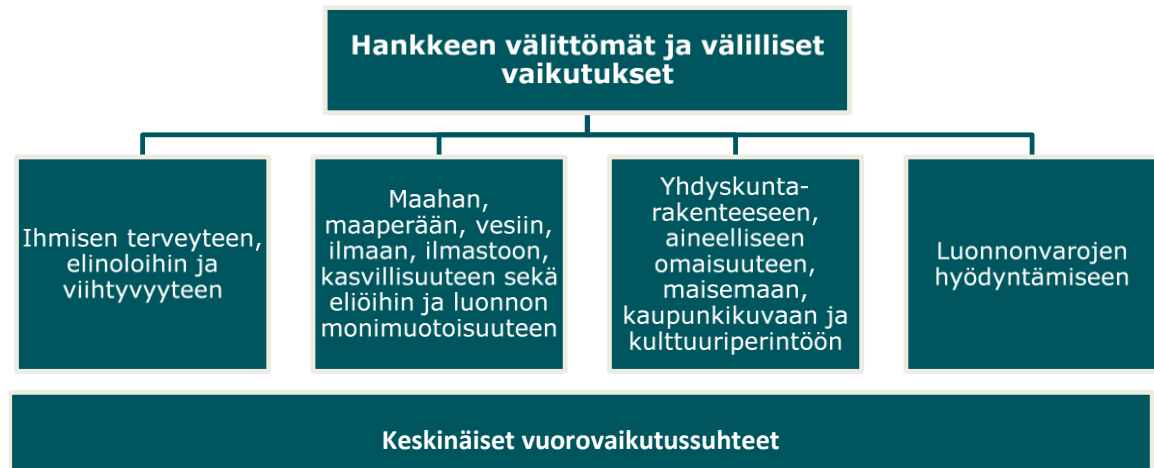 Hankkeen välittömät ja välilliset
vaikutukset
Ihmisen terveyteen,
elinoloihin ja
viihtyvyyteen
Maahan,
maaperään, vesiin,
ilmaan, ilmastoon,
kasvillisuuteen sekä
eliöihin ja luonnon
monimuotoisuuteen
Yhdyskunta-
rakenteeseen,
aineelliseen
omaisuuteen,
maisemaan,
kaupunkikuvaan ja
kulttuuriperintöön
Luonnonvarojen
hyödyntämiseen
Keskinäiset vuorovaikutussuhteet